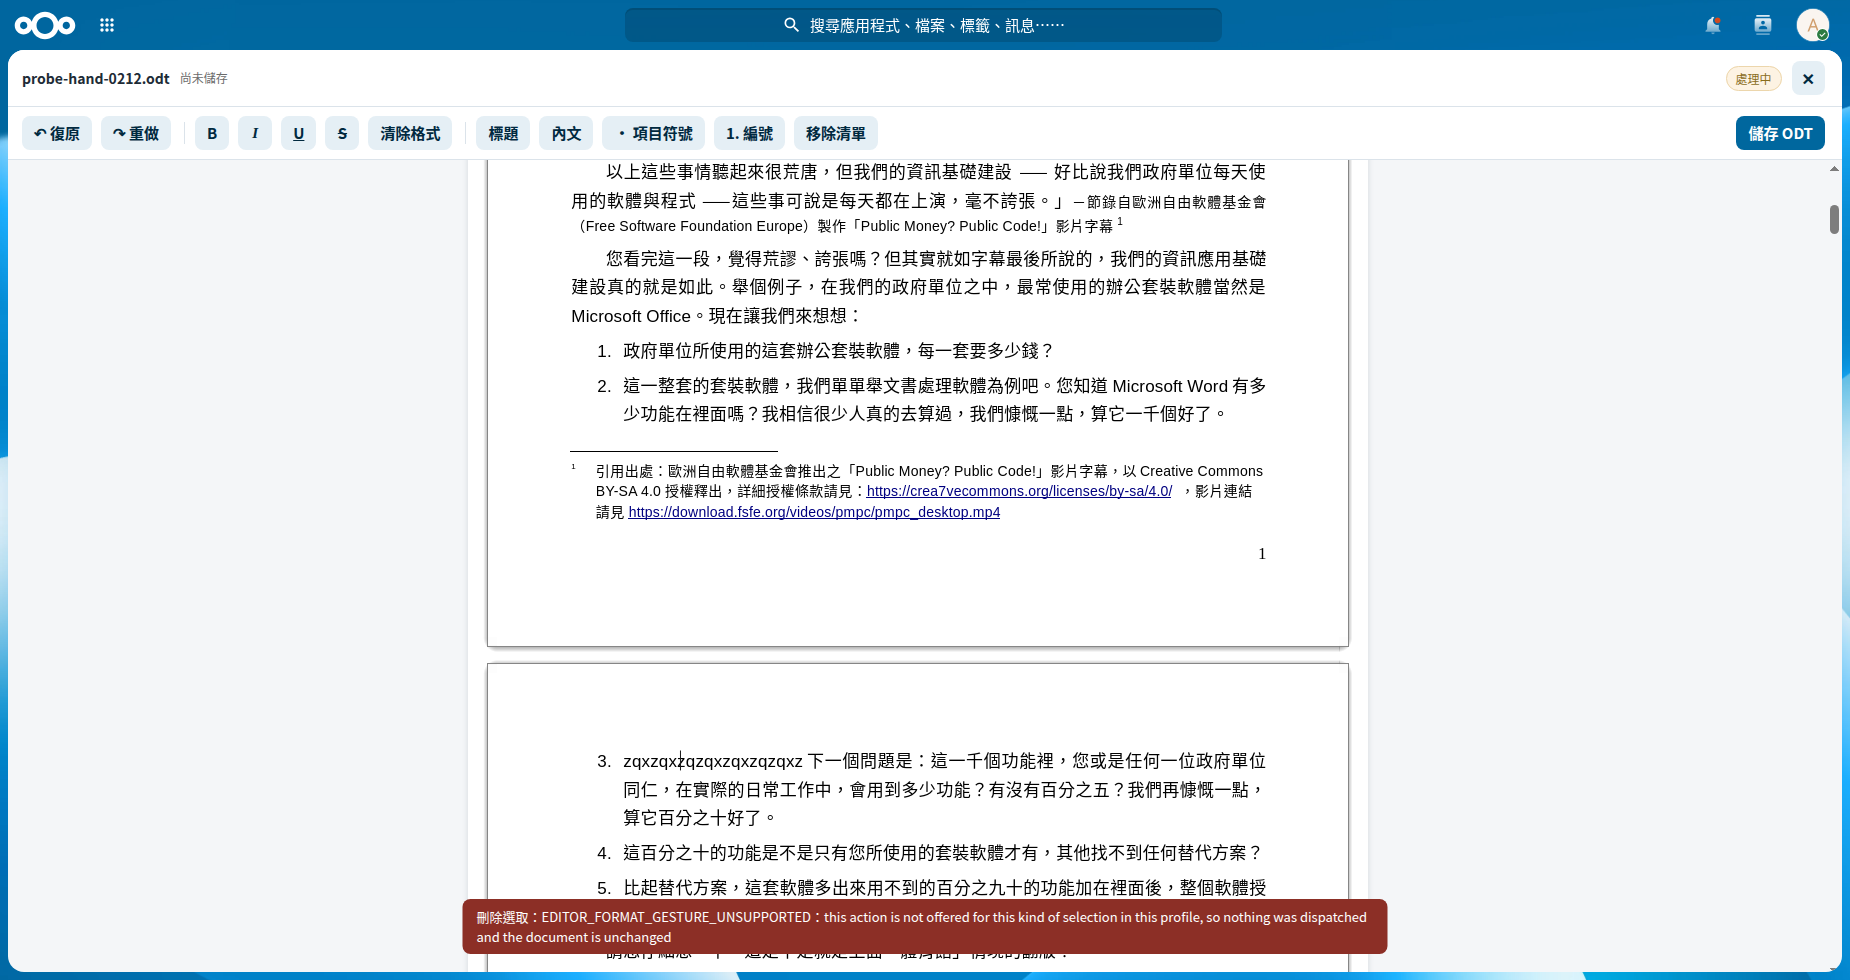 搜尋應用程式、檔案、標籤、訊息……
A
probe-hand-0212.odt 尚未儲存
處理中
↶ 復原 ↷ 重做 B I U S 清除格式 標題 內文 • 項目符號 1. 編號 移除清單 儲存 ODT
以上這些事情聽起來很荒唐，但我們的資訊基礎建設 —— 好比說我們政府單位每天使
用的軟體與程式 ——這些事可說是每天都在上演，毫不誇張。」－節錄自歐洲自由軟體基金會
（Free Software Foundation Europe）製作「Public Money? Public Code!」影片字幕 1
您看完這一段，覺得荒謬、誇張嗎？但其實就如字幕最後所說的，我們的資訊應用基礎
建設真的就是如此。舉個例子，在我們的政府單位之中，最常使用的辦公套裝軟體當然是
Microsoft Office。現在讓我們來想想：
1. 政府單位所使用的這套辦公套裝軟體，每一套要多少錢？
2. 這一整套的套裝軟體，我們單單舉文書處理軟體為例吧。您知道 Microsoft Word 有多
少功能在裡面嗎？我相信很少人真的去算過，我們慷慨一點，算它一千個好了。
1 引用出處：歐洲自由軟體基金會推出之「Public Money? Public Code!」影片字幕，以 Creative Commons
BY-SA 4.0 授權釋出，詳細授權條款請見：https://crea7vecommons.org/licenses/by-sa/4.0/ ，影片連結
請見 https://download.fsfe.org/videos/pmpc/pmpc_desktop.mp4
1
3. zqxzqxzqzqxzqxzqzqxz 下一個問題是：這一千個功能裡，您或是任何一位政府單位
同仁，在實際的日常工作中，會用到多少功能？有沒有百分之五？我們再慷慨一點，
算它百分之十好了。
4. 這百分之十的功能是不是只有您所使用的套裝軟體才有，其他找不到任何替代方案？
5. 比起替代方案，這套軟體多出來用不到的百分之九十的功能加在裡面後，整個軟體授
刪除選取：EDITOR_FORMAT_GESTURE_UNSUPPORTED：this action is not offered for this kind of selection in this profile, so nothing was dispatched
and the document is unchanged